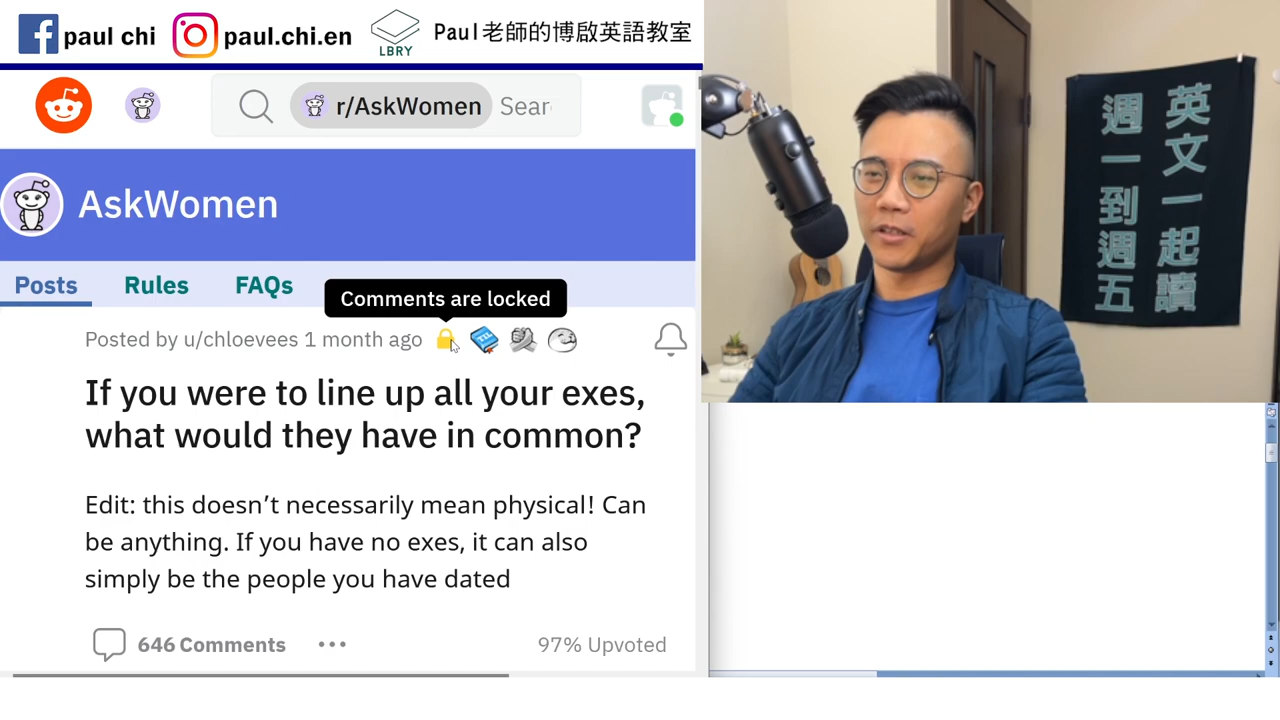 paul chi
paul.chi.en
LBRY
Paul老師的博啟英語教室
r/AskWomen
Sear
AskWomen
Posts
Rules
FAQs
Comments are locked
Posted by u/chloevees 1 month ago
If you were to line up all your exes,
what would they have in common?
Edit: this doesn't necessarily mean physical! Can
be anything. If you have no exes, it can also
simply be the people you have dated
646 Comments
97% Upvoted
英文一起讀
週一到週五